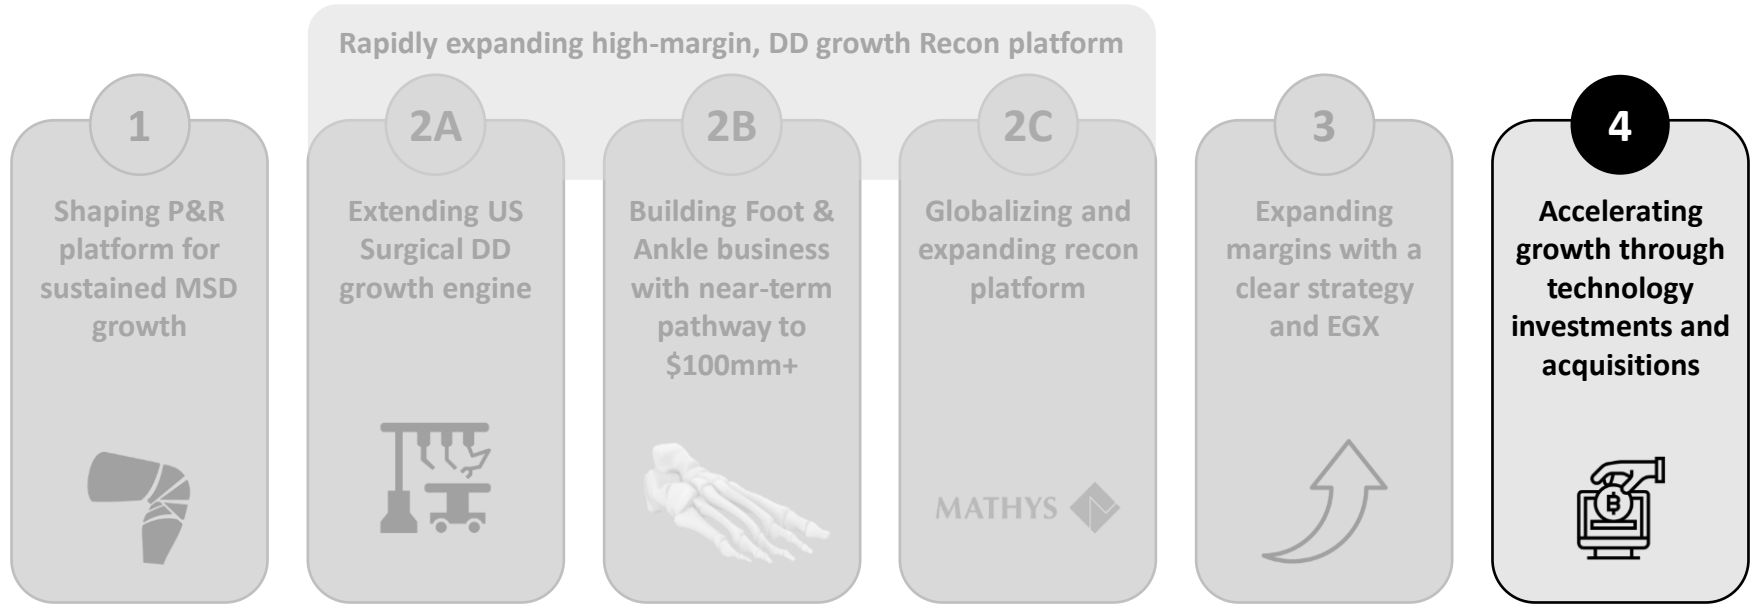 Rapidly expanding high-margin, DD growth Recon platform
1
Shaping P&R
platform for
sustained MSD
growth
2A
Extending US
Surgical DD
growth engine
2B
Building Foot &
Ankle business
with near-term
pathway to
$100mm+
2C
Globalizing and
expanding recon
platform
MATHYS
3
Expanding
margins with a
clear strategy
and EGX
4
Accelerating
growth through
technology
investments and
acquisitions